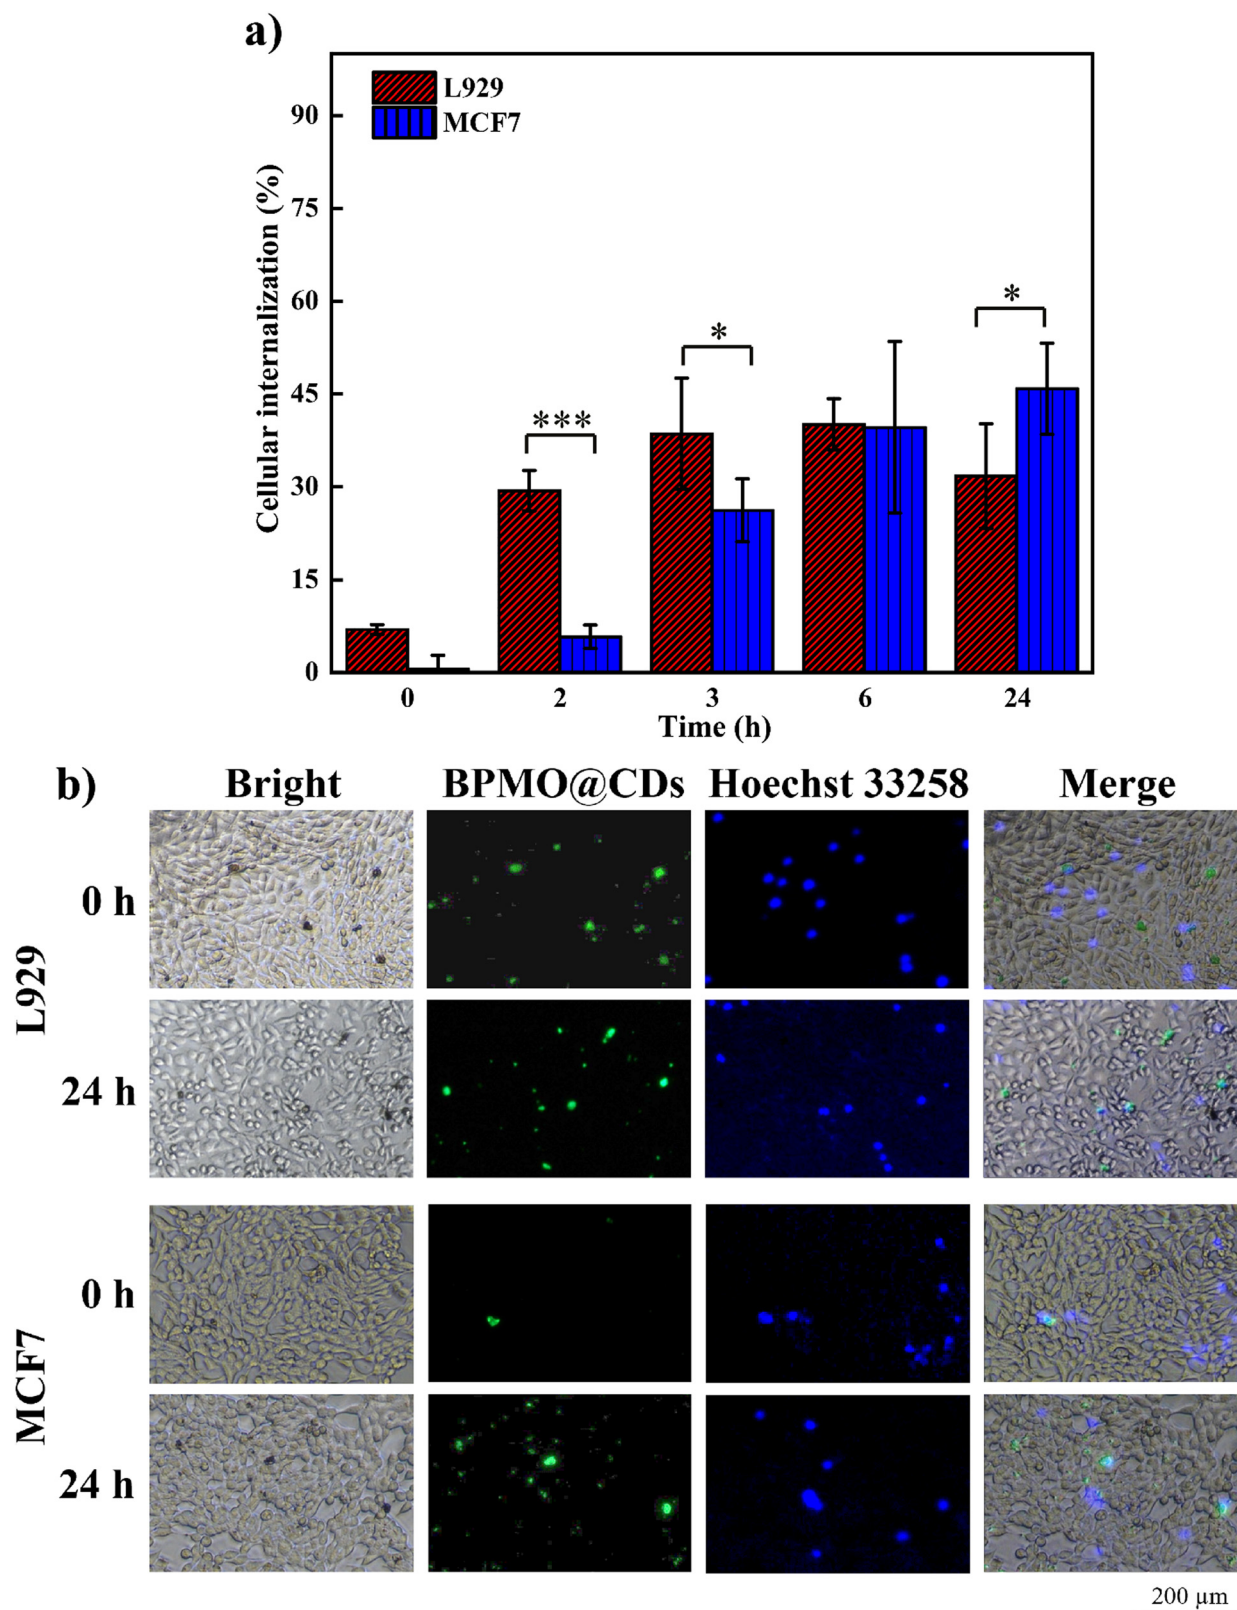 a)
L929
MCF7
Cellular internalization (%)
90
75
60
45
30
15
0
***
*
*
0 2 3 6 24
Time (h)
b)
Bright BPMO@CDs Hoechst 33258 Merge
L929
0 h
24 h
MCF7
0 h
24 h
200 µm